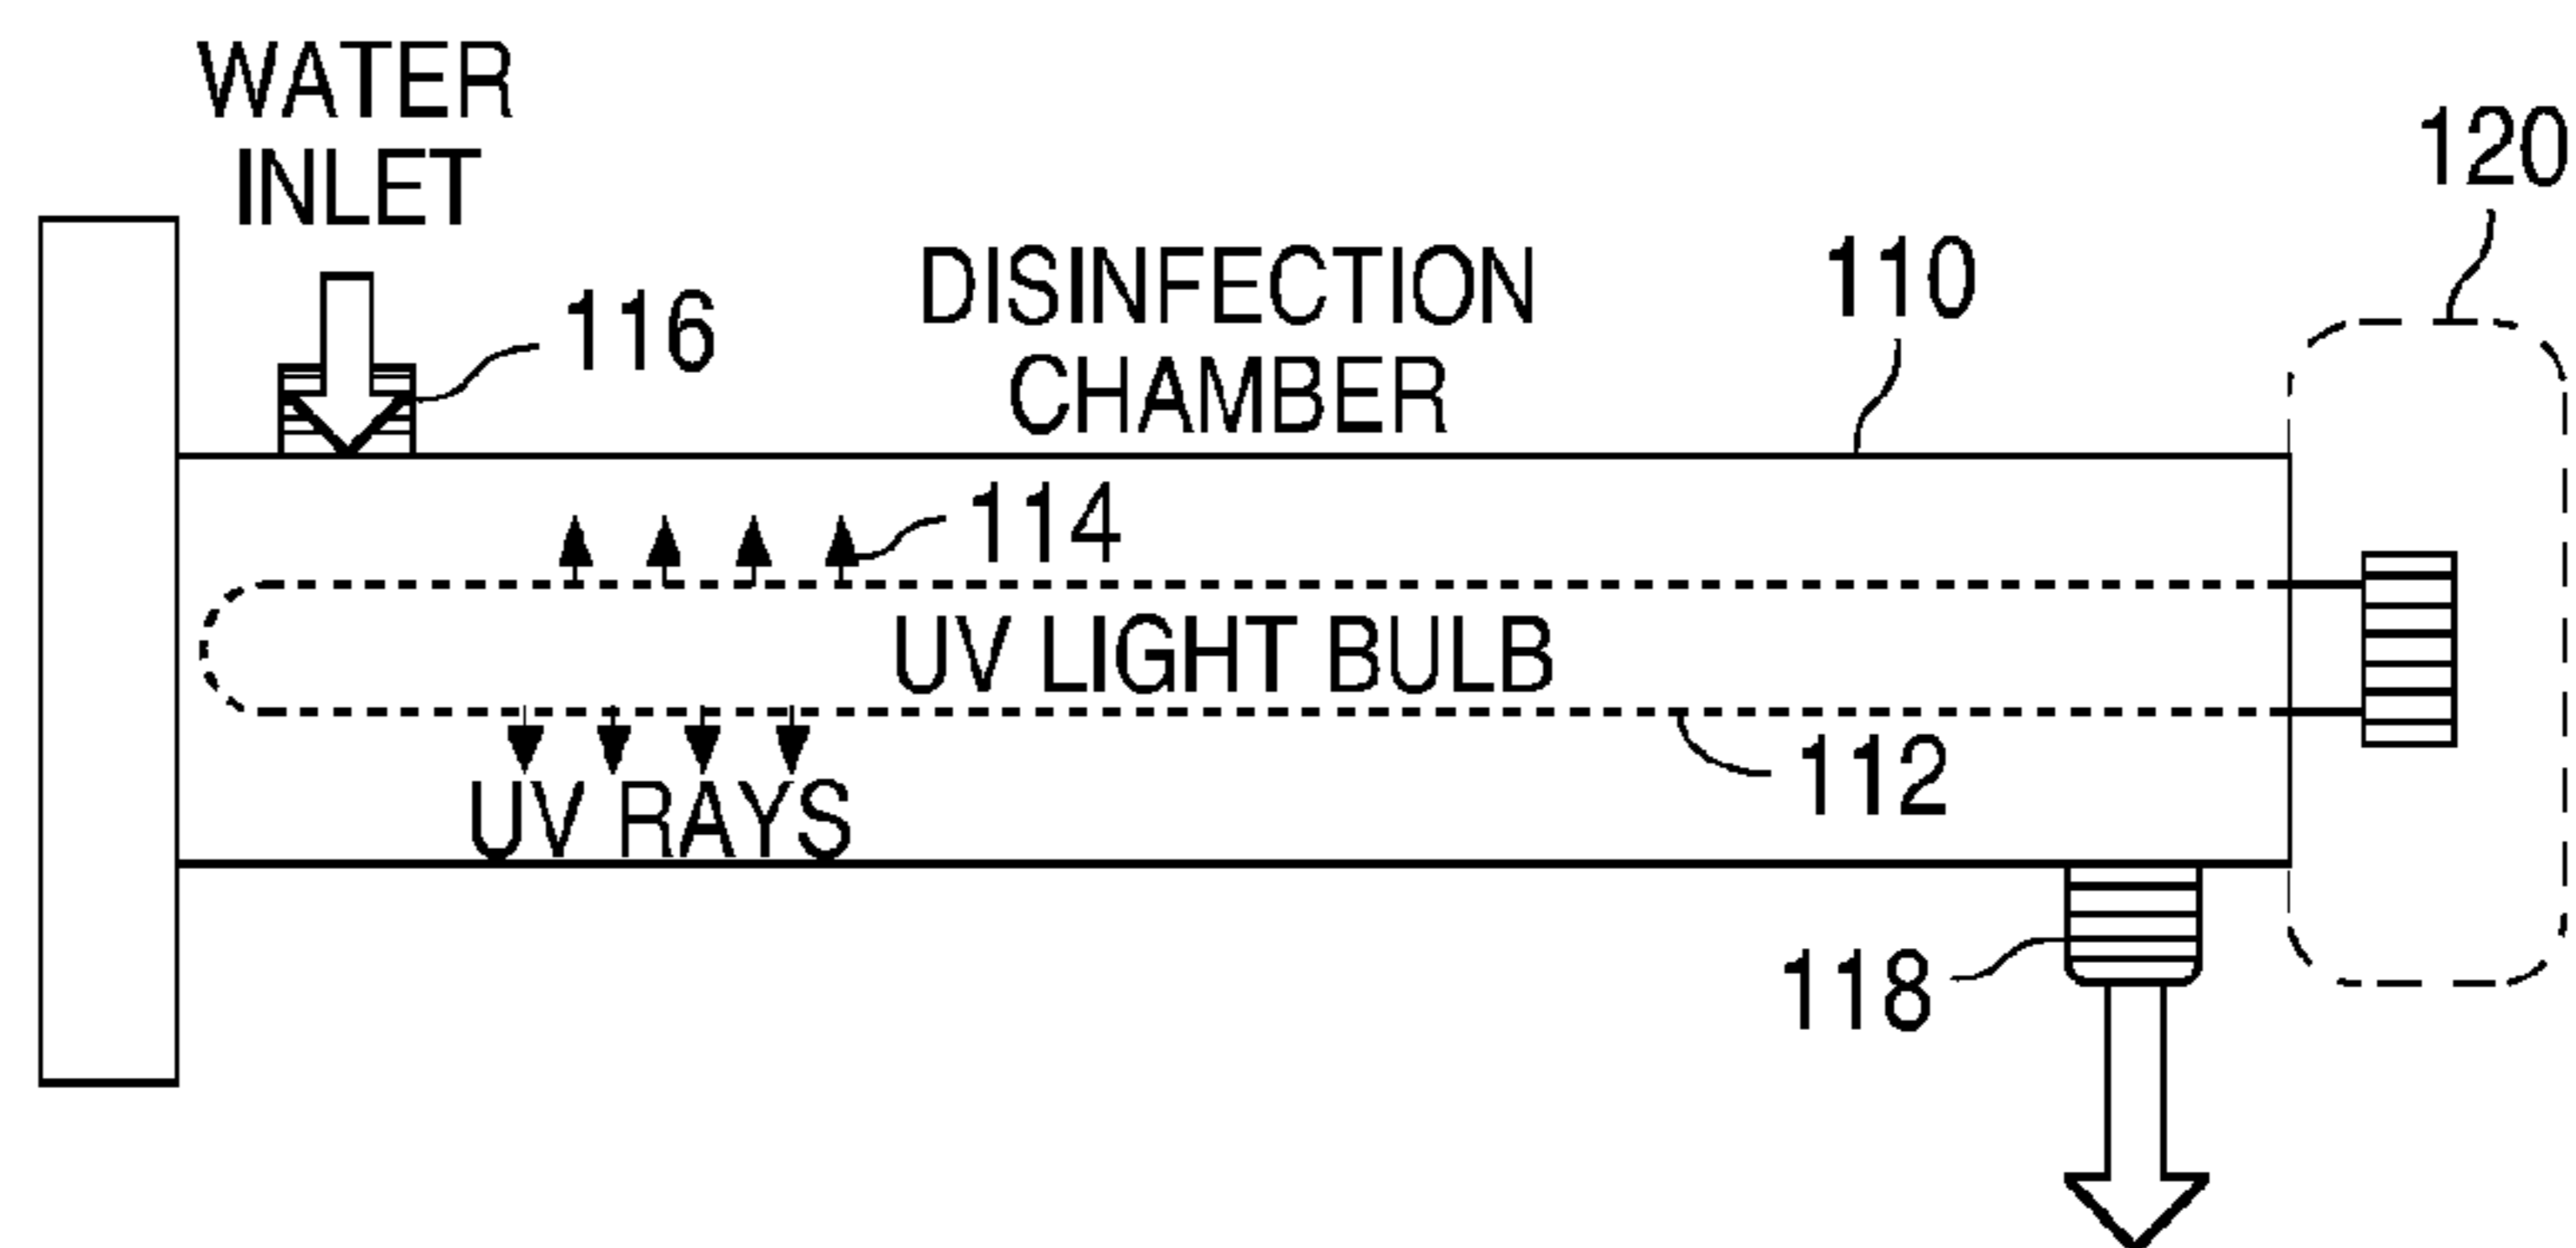 WATER
INLET
120
DISINFECTION
CHAMBER
110
116
114
UV LIGHT BULB
112
UV RAYS
118